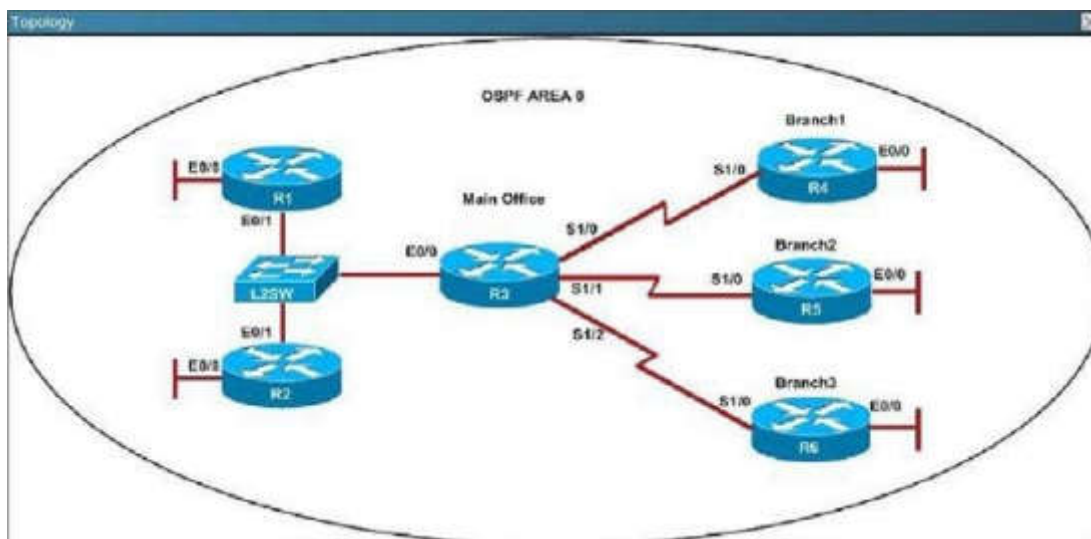 Topology
OSPF AREA 0
Branch1
E0/0
S1/0
R4
E0/0
R1
E0/1
Main Office
S1/0
Branch2
E0/0
S1/0
R5
E0/0
R3
S1/1
L2SW
S1/2
E0/1
E0/0
R2
Branch3
E0/0
S1/0
R6